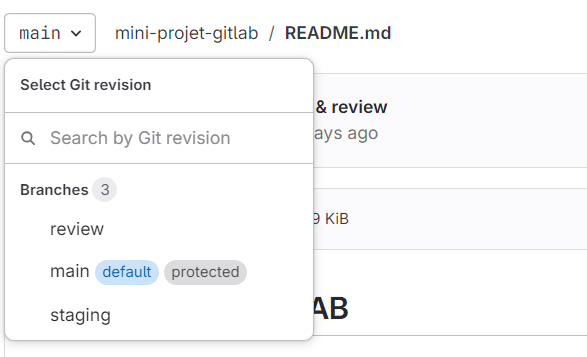 main mini-projet-gitlab / README.md
Select Git revision
& review
Search by Git revision
ays ago
Branches 3
9 KiB
review
main default protected
staging
AB